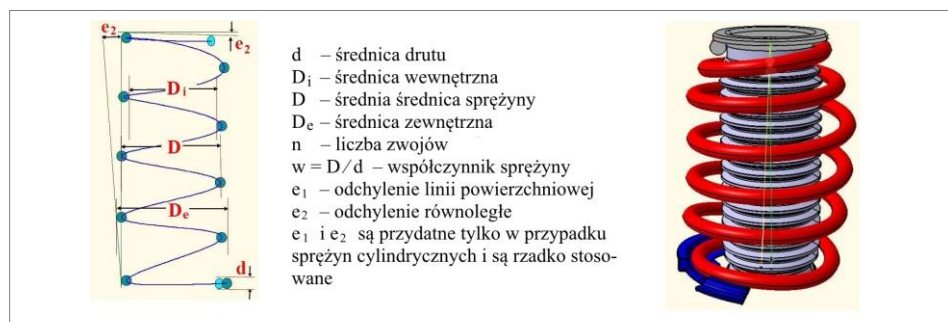 e₂
e₂
Dᵢ
D
Dₑ
d
d – średnica drutu
Dᵢ – średnica wewnętrzna
D – średnia średnica sprężyny
Dₑ – średnica zewnętrzna
n – liczba zwojów
w = D/d – współczynnik sprężyny
e₁ – odchylenie linii powierzchniowej
e₂ – odchylenie równoległe
e₁ i e₂ są przydatne tylko w przypadku
sprężyn cylindrycznych i są rzadko stoso-
wane